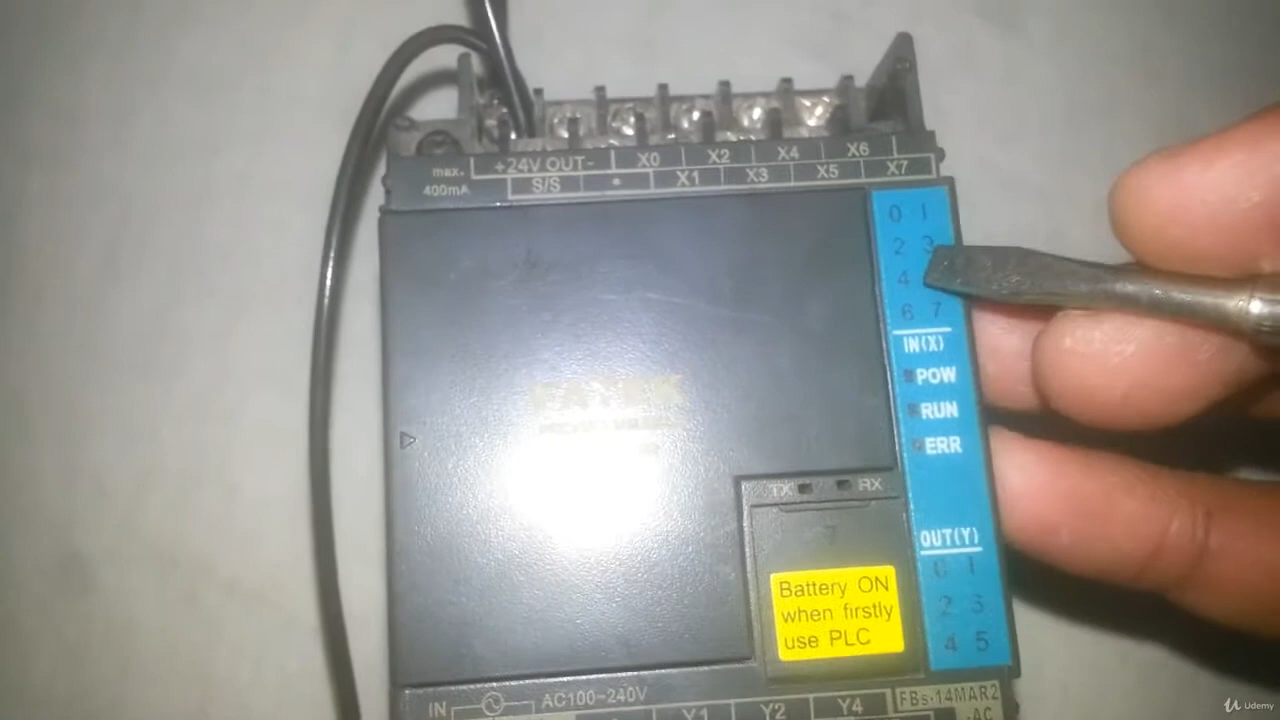 +24V OUT- X0 X2 X4 X6
max. 400mA
S/S • X1 X3 X5 X7
0 1
2 3
4
6 7
IN(X)
POW
RUN
ERR
TX RX
OUT(Y)
0 1
2 3
4 5
Battery ON
when firstly
use PLC
IN AC100-240V
FBs-14MAR2
-AC
Y1 Y2 Y4
Udemy